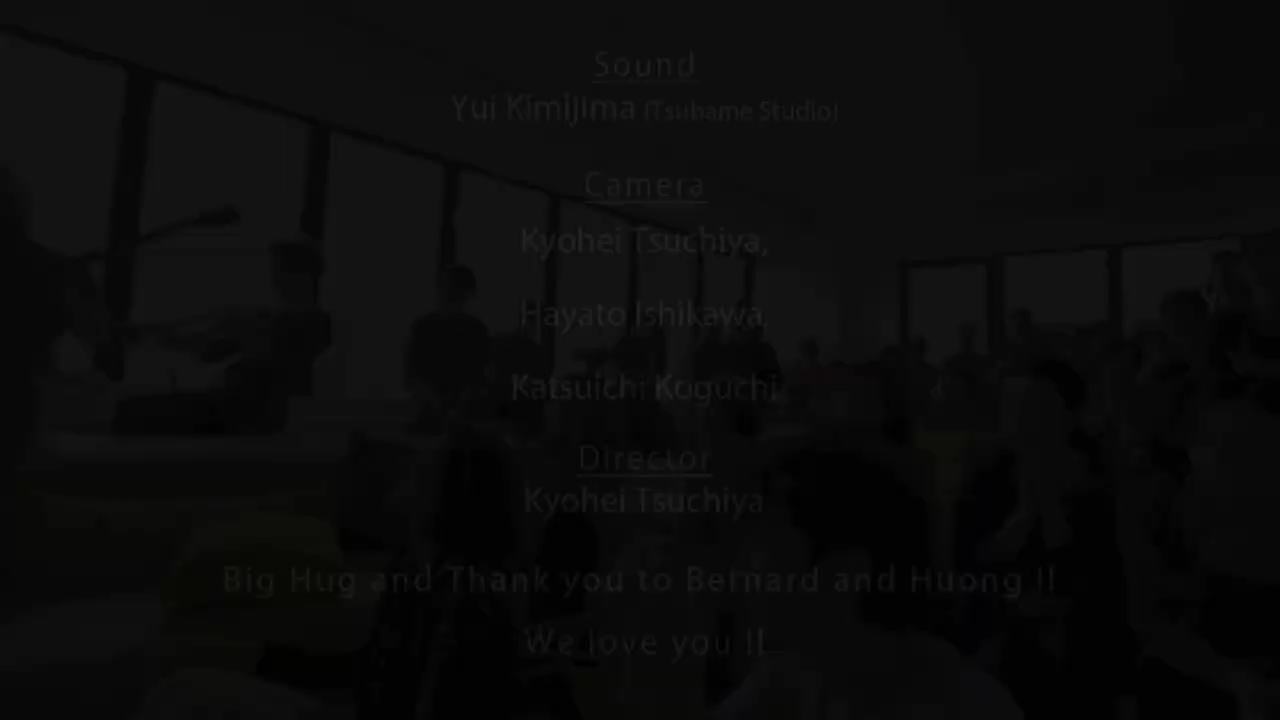 Sound
Yui Kimijima (Tsubame Studio)
Camera
Kyohei Tsuchiya,
Hayato Ishikawa,
Katsuichi Koguchi
Director
Kyohei Tsuchiya
Big Hug and Thank you to Bernard and Huong !!
We love you !!